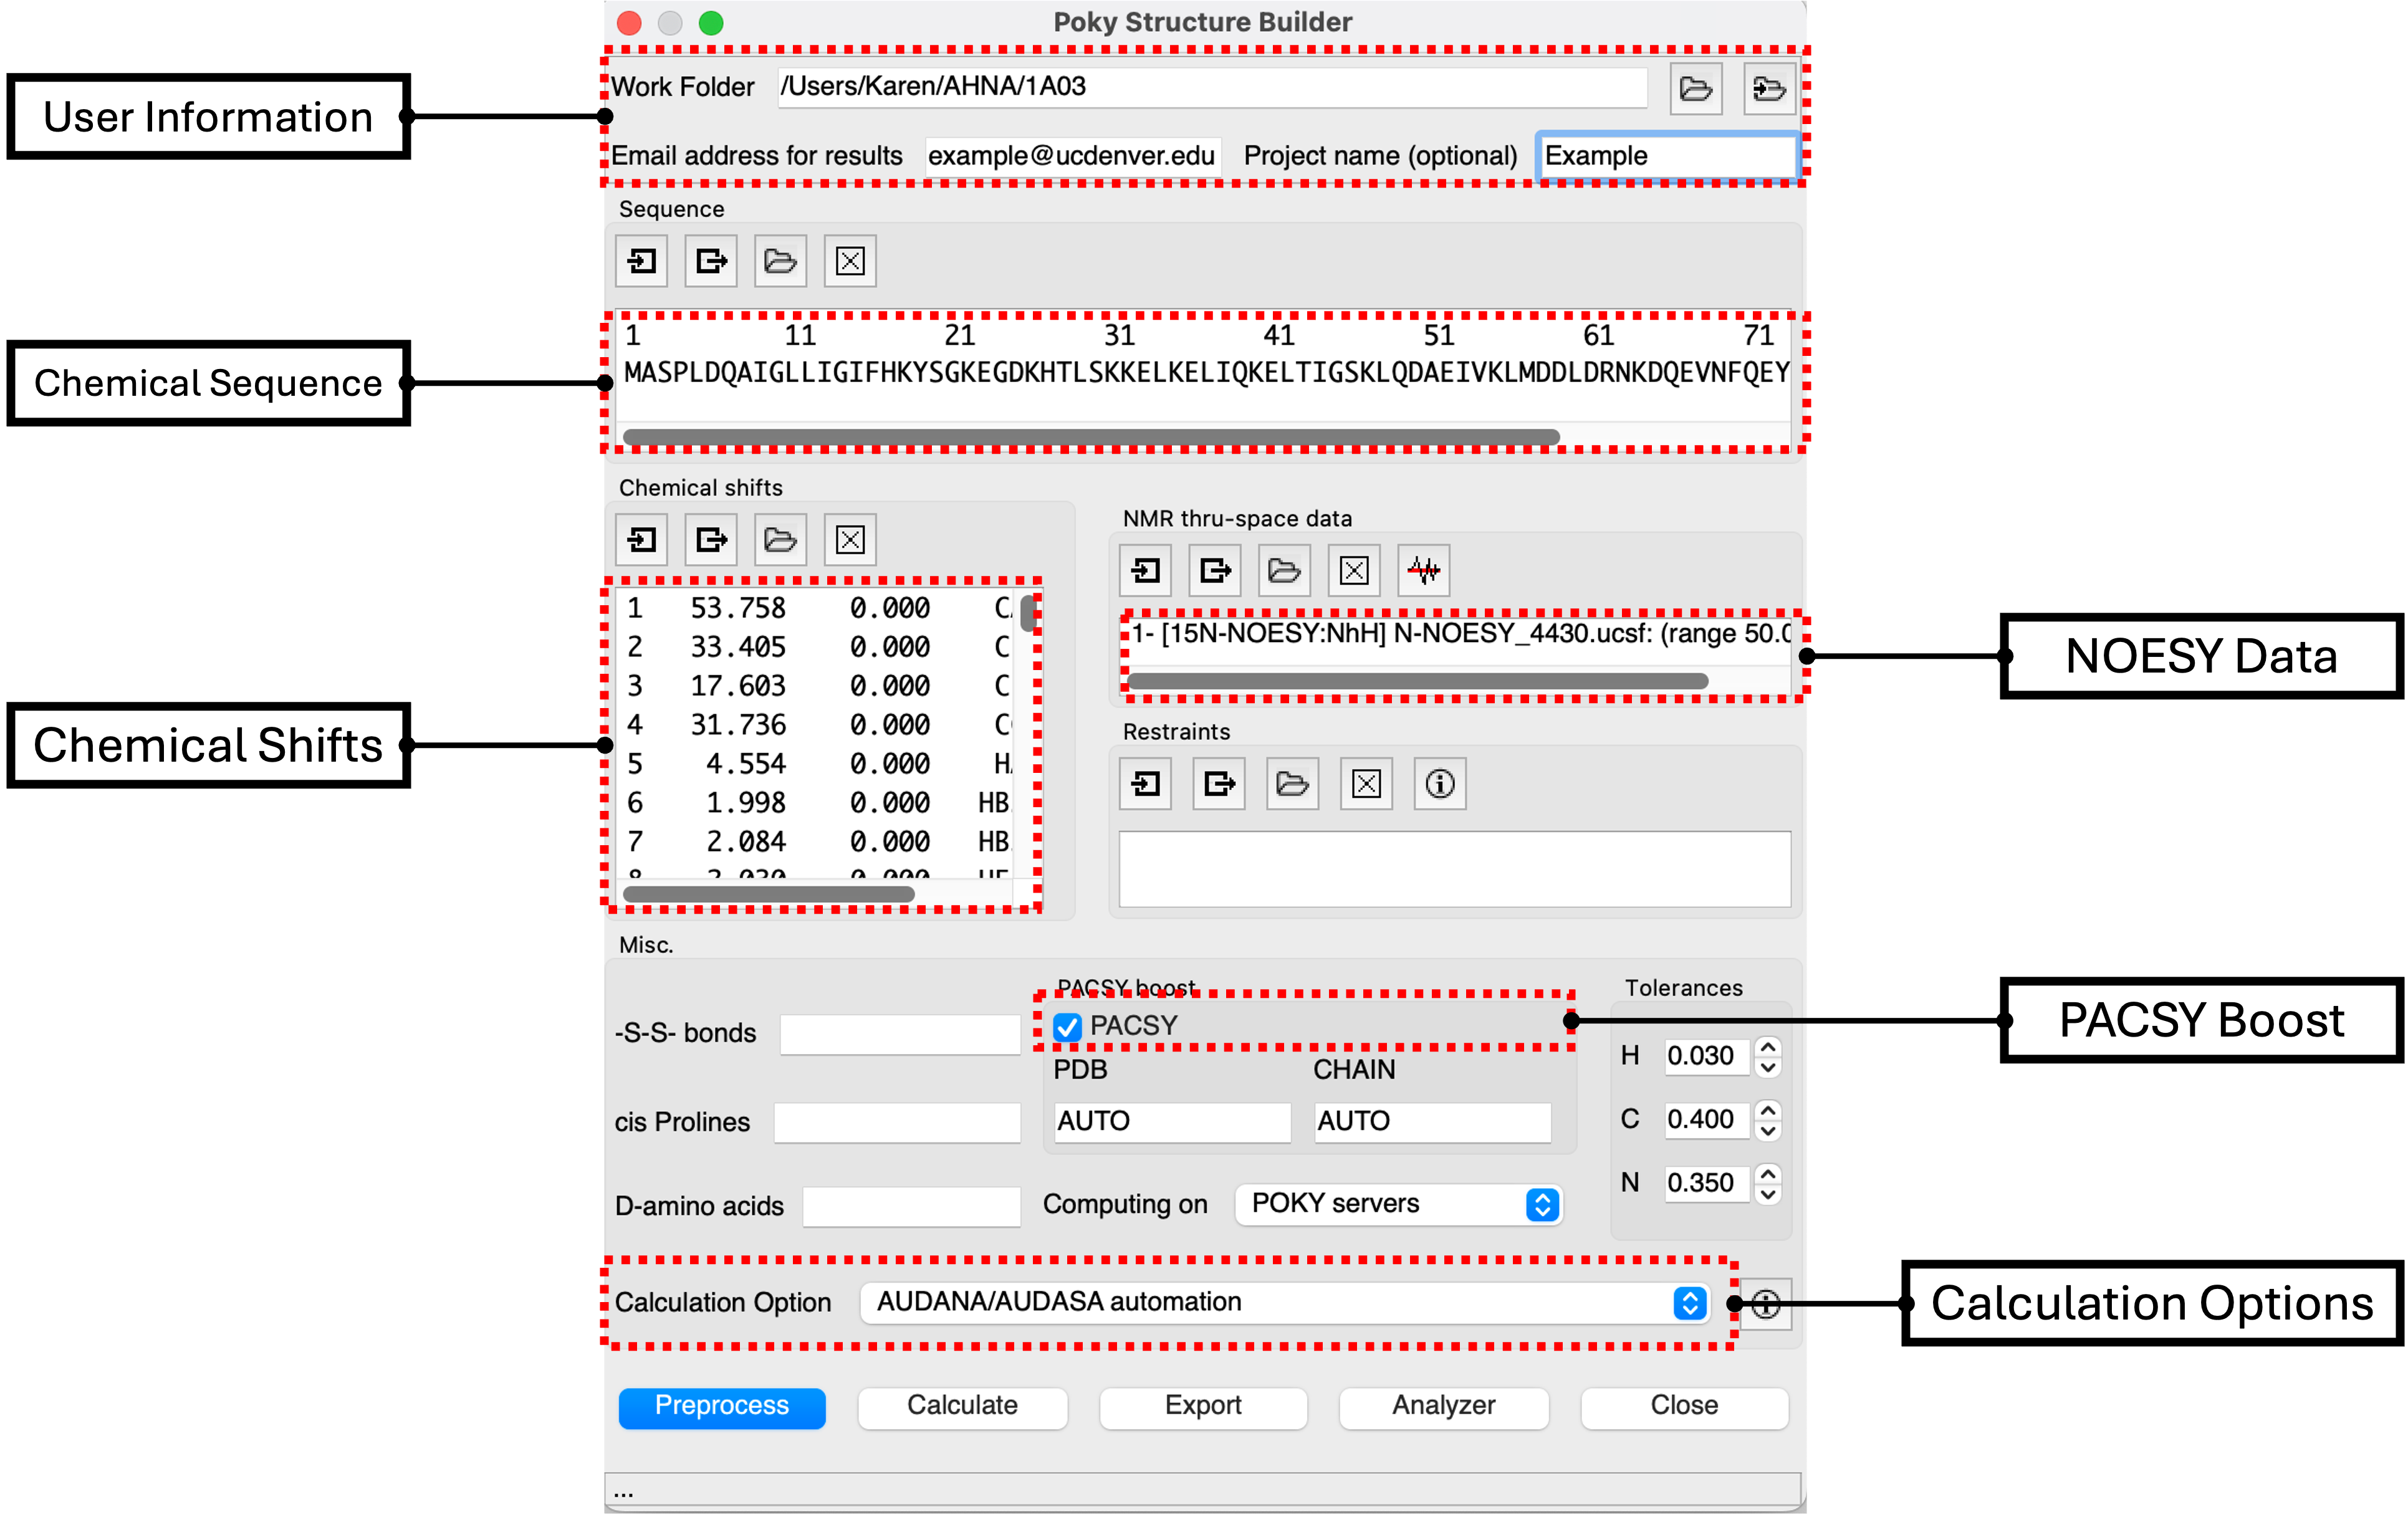 Poky Structure Builder
User Information
Work Folder /Users/Karen/AHNA/1A03
Email address for results example@ucdenver.edu Project name (optional) Example
Sequence
Chemical Sequence
1 11 21 31 41 51 61 71
MASPLDQAIGLLIGIFHKYSGKEGDKHTLSKKELKELIQKELTIGSKLQDAEIVKLMDDLDRNKDQEVNFQEY
Chemical shifts
Chemical Shifts
1 53.758 0.000
2 33.405 0.000 C
3 17.603 0.000 C
4 31.736 0.000
5 4.554 0.000
6 1.998 0.000 HB
7 2.084 0.000 HB
NMR thru-space data
1- [15N-NOESY:NhH] N-NOESY_4430.ucsf: (range 50.0
NOESY Data
Restraints
Misc.
-S-S- bonds
cis Prolines
D-amino acids
PACSY boost
PACSY
PDB CHAIN
AUTO AUTO
Computing on POKY servers
Tolerances
H 0.030
C 0.400
N 0.350
PACSY Boost
Calculation Option AUDANA/AUDASA automation
Calculation Options
Preprocess Calculate Export Analyzer Close
...